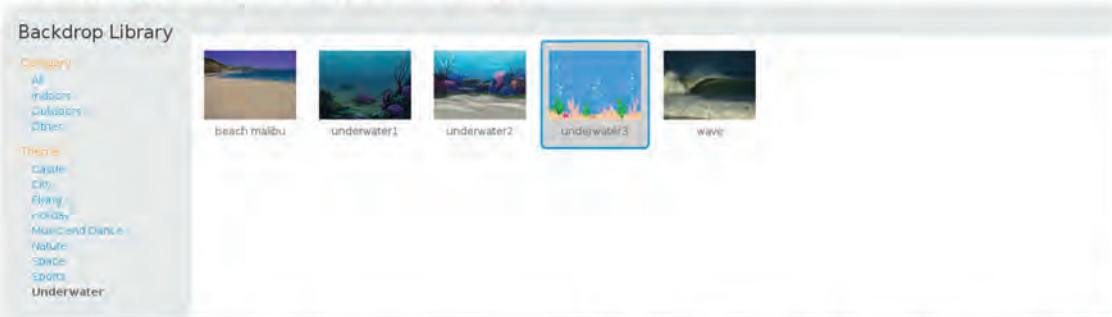 Backdrop Library
Category
All
Indoors
Outdoors
Other
Theme
Castle
City
Flying
Holiday
Music and Dance
Nature
Space
Sports
Underwater
beach malibu
underwater1
underwater2
underwater3
wave